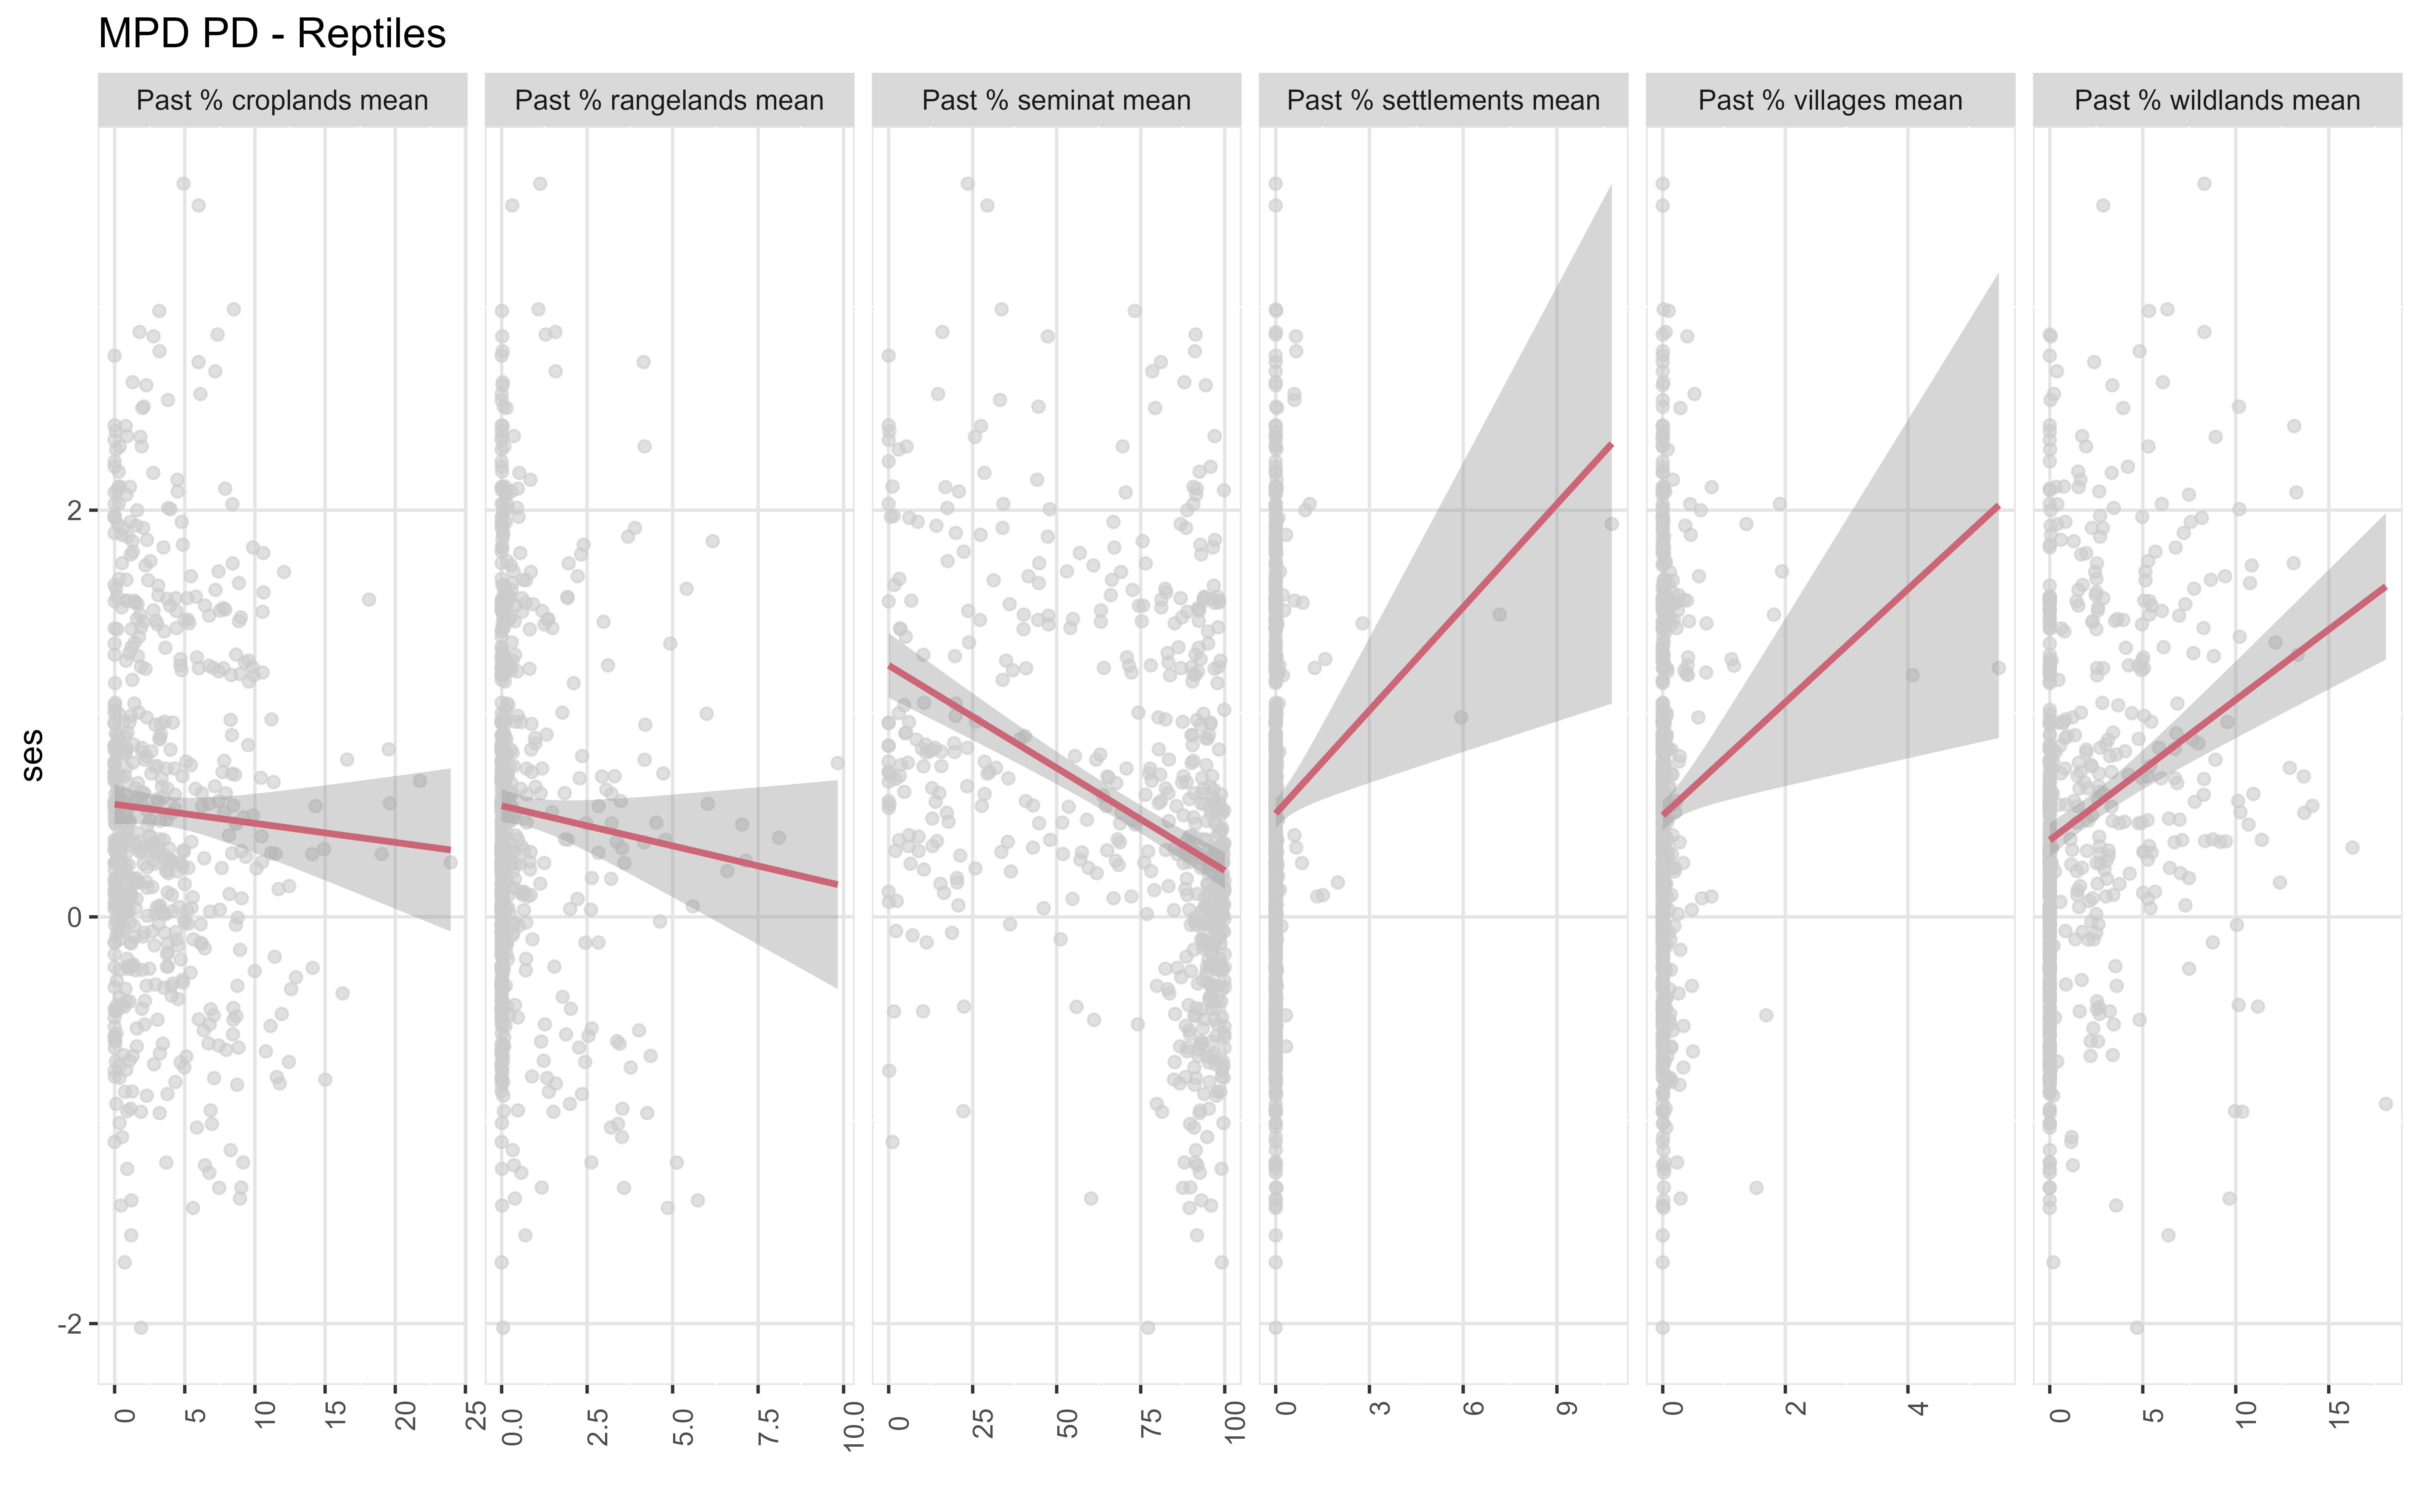 MPD PD - Reptiles
Past % croplands mean
Past % rangelands mean
Past % seminat mean
Past % settlements mean
Past % villages mean
Past % wildlands mean
ses
2
0
-2
0 5 10 15 20 25
0.0 2.5 5.0 7.5 10.0
0 25 50 75 100
0 3 6 9
0 2 4
0 5 10 15